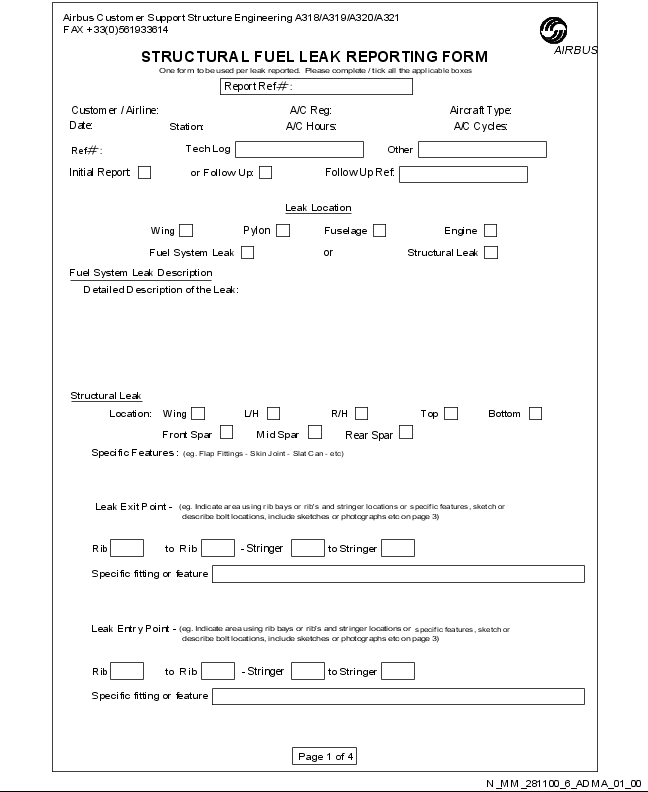 Airbus Customer Support Structure Engineering A318/A319/A320/A321
FAX +33(0)561933614
AIRBUS
STRUCTURAL FUEL LEAK REPORTING FORM
One form to be used per leak reported. Please complete / tick all the applicable boxes
Report Ref#:
Customer / Airline: A/C Reg: Aircraft Type:
Date: Station: A/C Hours: A/C Cycles:
Ref#: Tech Log Other
Initial Report or Follow Up: Follow Up Ref:
Leak Location
Wing Pylon Fuselage Engine
Fuel System Leak or Structural Leak
Fuel System Leak Description
Detailed Description of the Leak:
Structural Leak
Location: Wing L/H R/H Top Bottom
Front Spar Mid Spar Rear Spar
Specific Features: (eg. Flap Fittings - Skin Joint - Slat Can - etc)
Leak Exit Point - (eg. Indicate area using rib bays or rib's and stringer locations or specific features, sketch or
describe bolt locations, include sketches or photographs etc on page 3)
Rib to Rib - Stringer to Stringer
Specific fitting or feature
Leak Entry Point - (eg. Indicate area using rib bays or rib's and stringer locations or specific features, sketch or
describe bolt locations, include sketches or photographs etc on page 3)
Rib to Rib - Stringer to Stringer
Specific fitting or feature
Page 1 of 4
N_MM_281100_6_ADMA_01_00